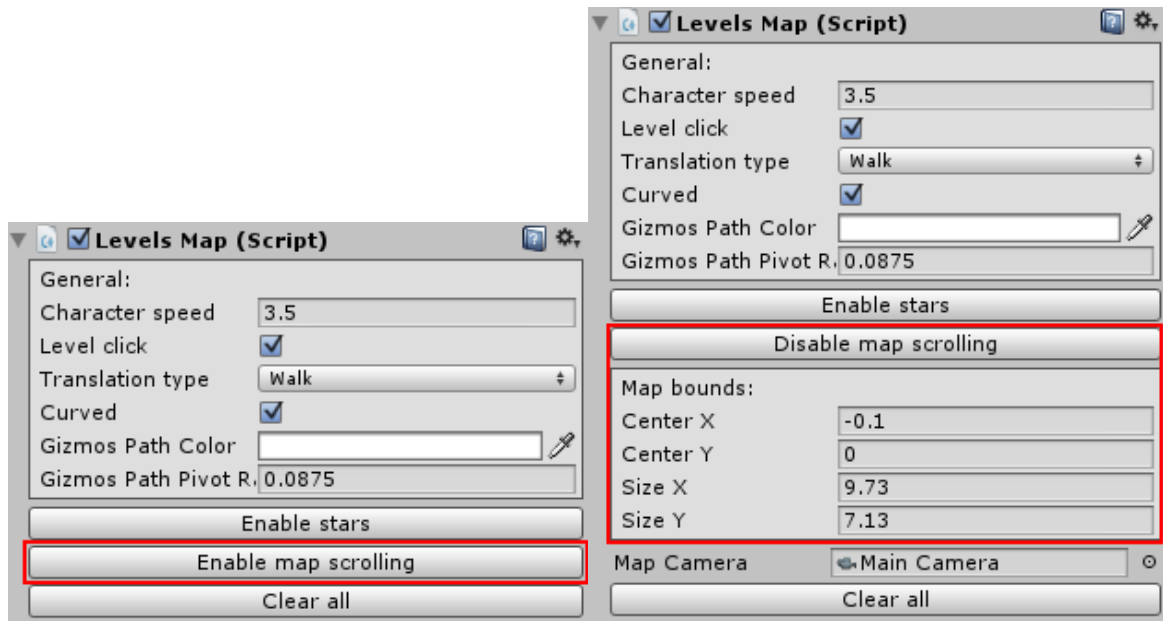 Levels Map (Script)
General:
Character speed 3.5
Level click
Translation type Walk
Curved
Gizmos Path Color
Gizmos Path Pivot R 0.0875
Enable stars
Enable map scrolling
Clear all
Levels Map (Script)
General:
Character speed 3.5
Level click
Translation type Walk
Curved
Gizmos Path Color
Gizmos Path Pivot R 0.0875
Enable stars
Disable map scrolling
Map bounds:
Center X -0.1
Center Y 0
Size X 9.73
Size Y 7.13
Map Camera Main Camera
Clear all